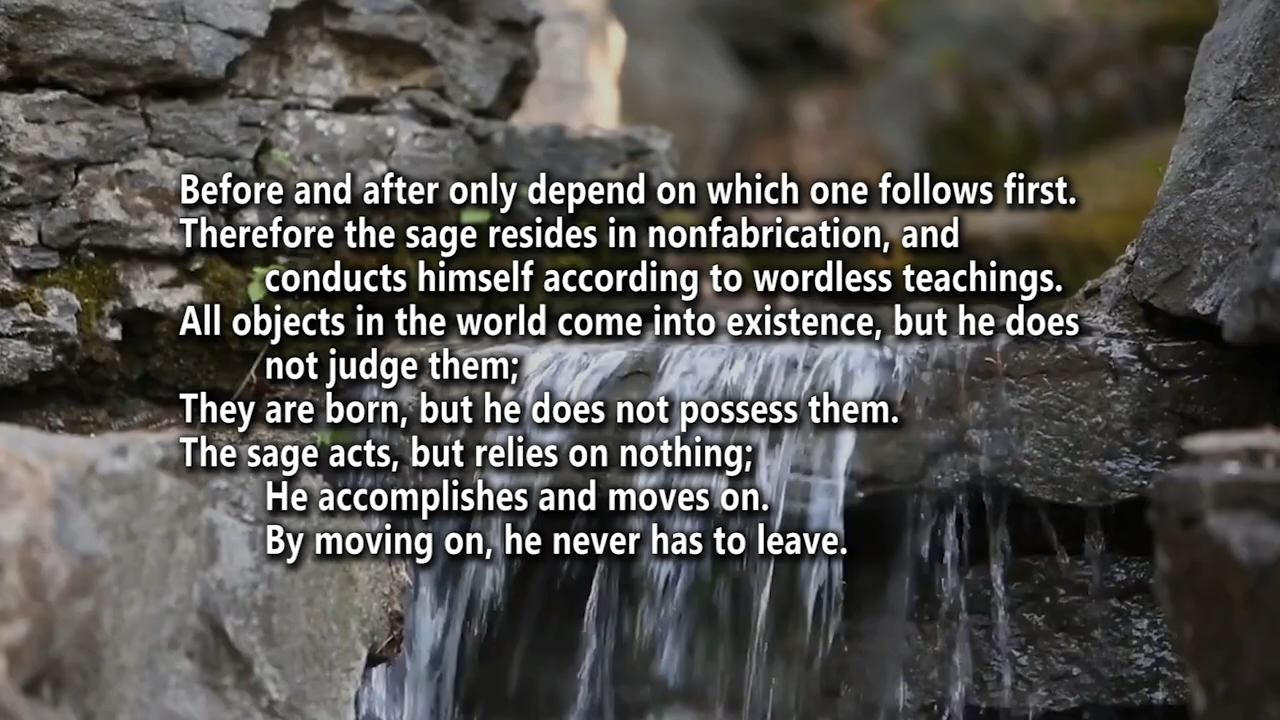 Before and after only depend on which one follows first.
Therefore the sage resides in nonfabrication, and
conducts himself according to wordless teachings.
All objects in the world come into existence, but he does
not judge them;
They are born, but he does not possess them.
The sage acts, but relies on nothing;
He accomplishes and moves on.
By moving on, he never has to leave.